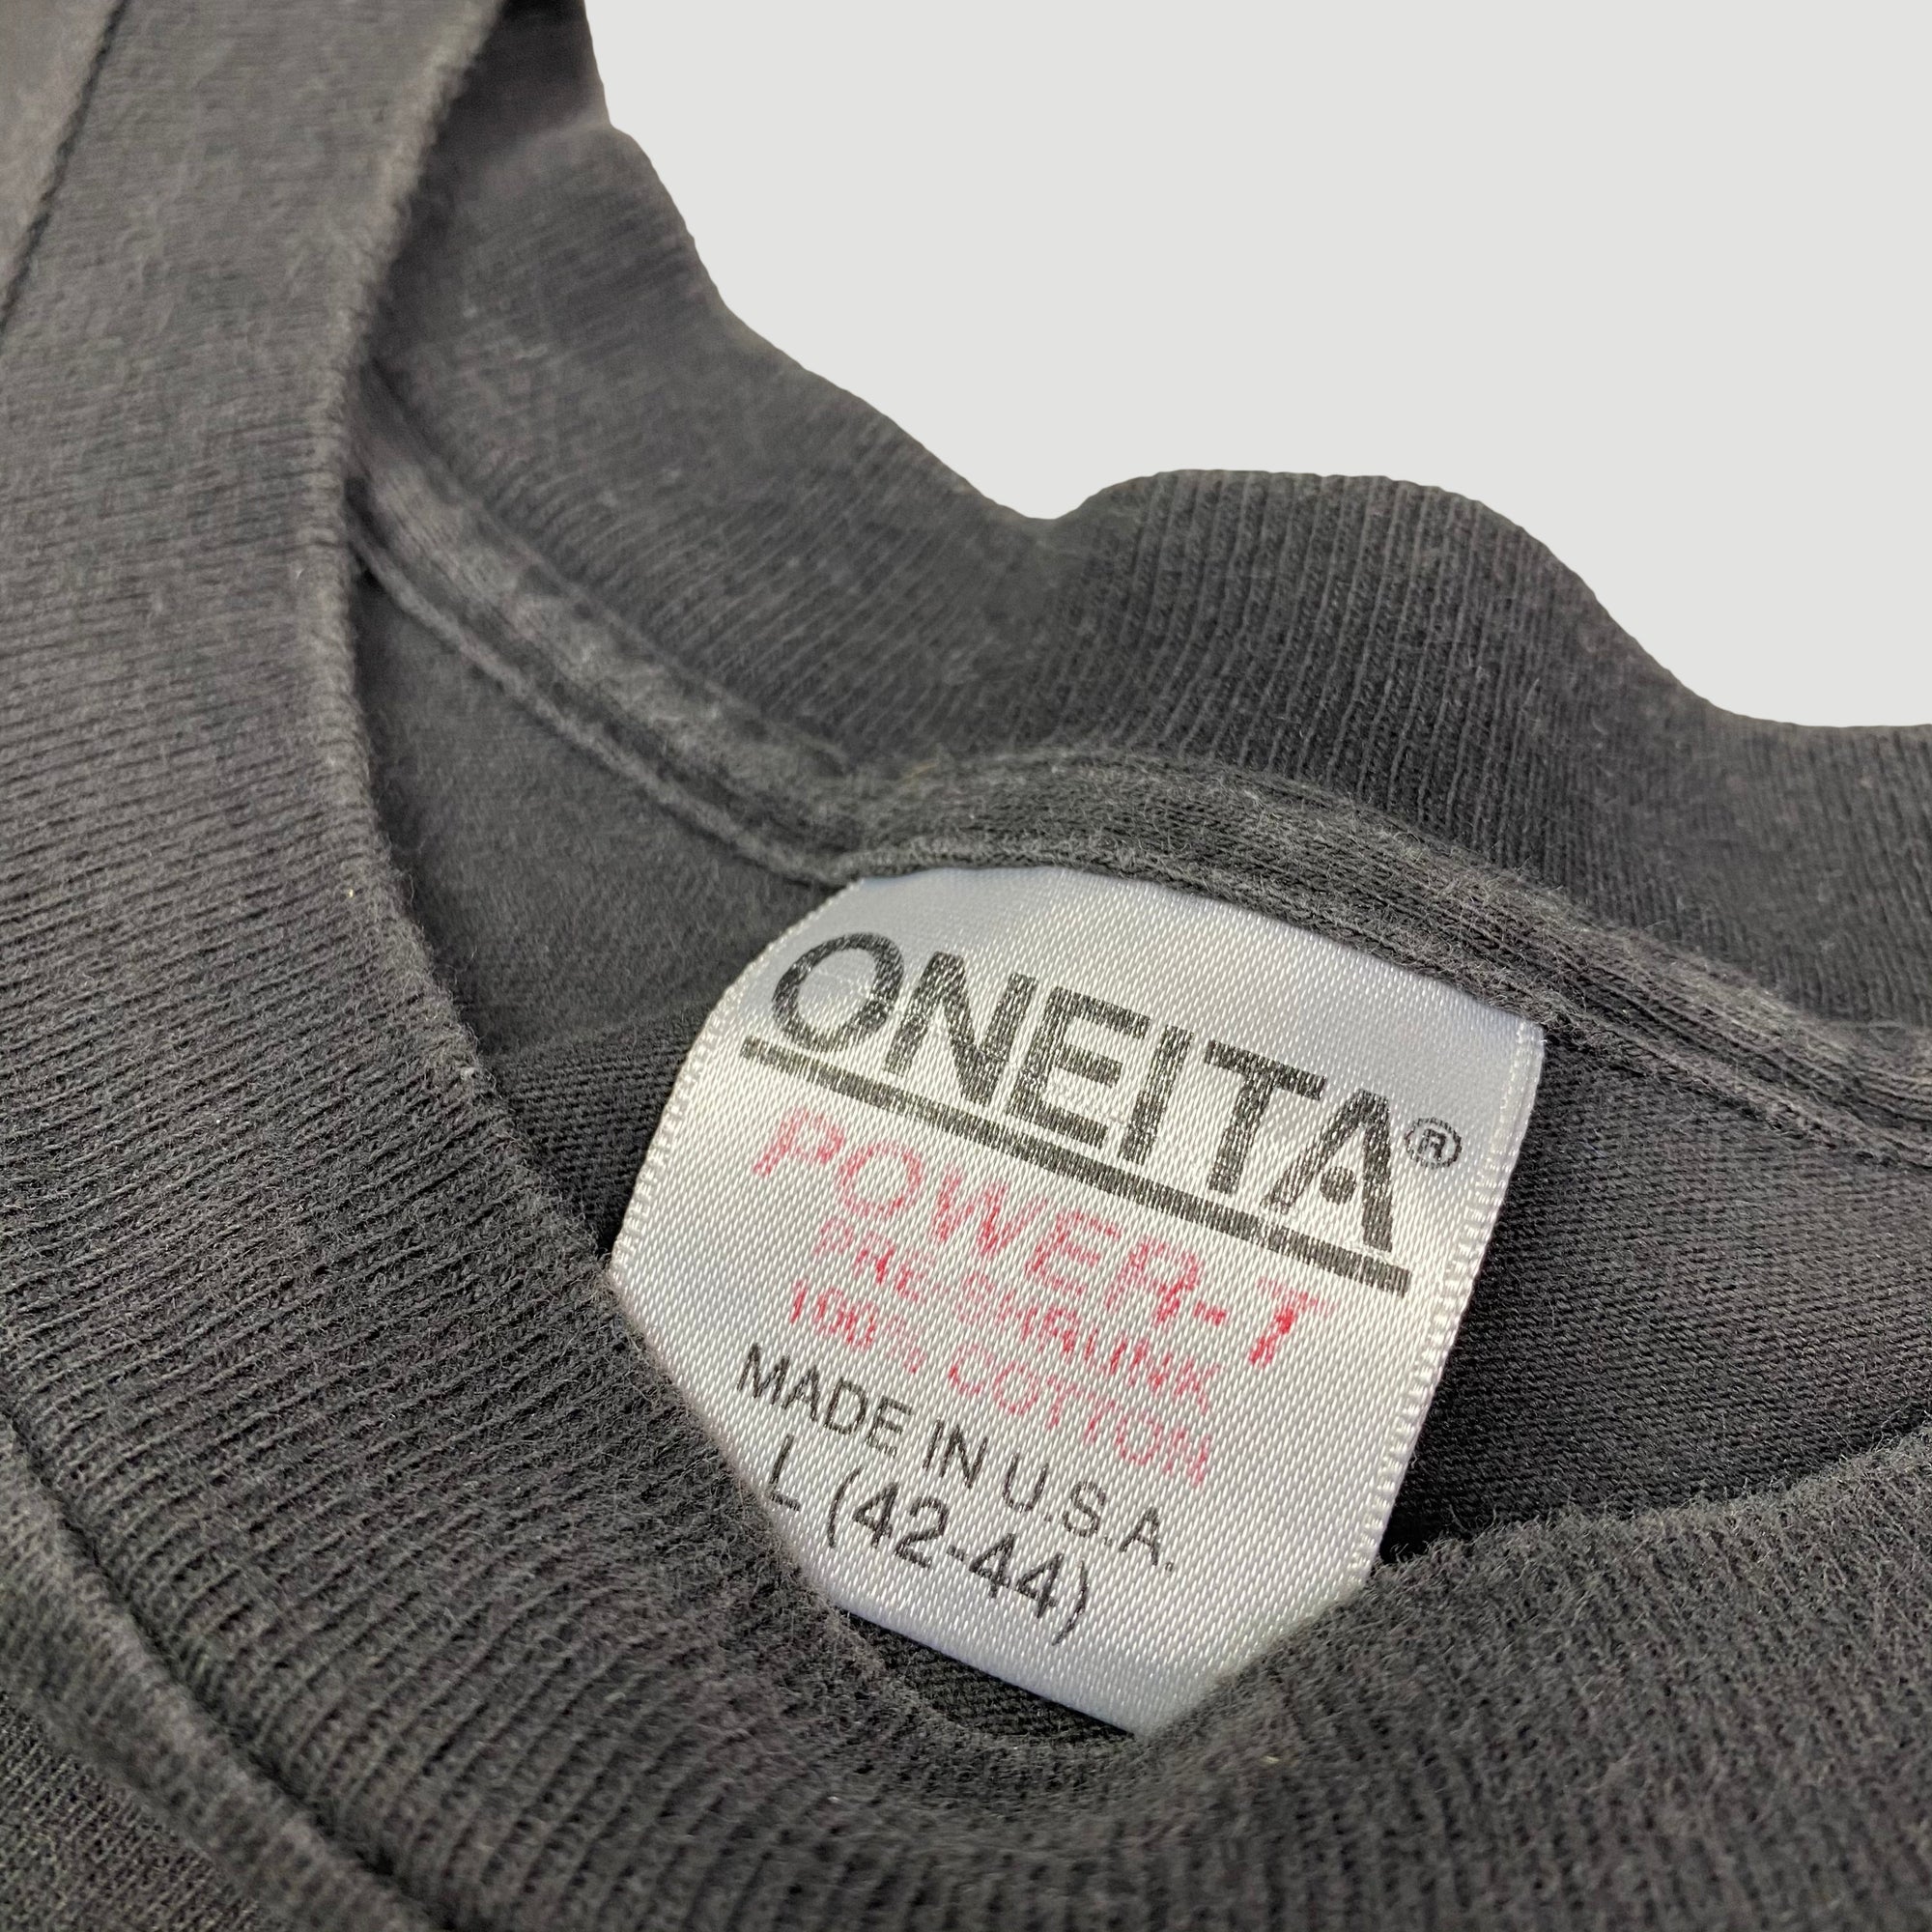 ONEITA®
POWER-T
PRE-SHRUNK
100% COTTON
MADE IN U.S.A.
L (42-44)